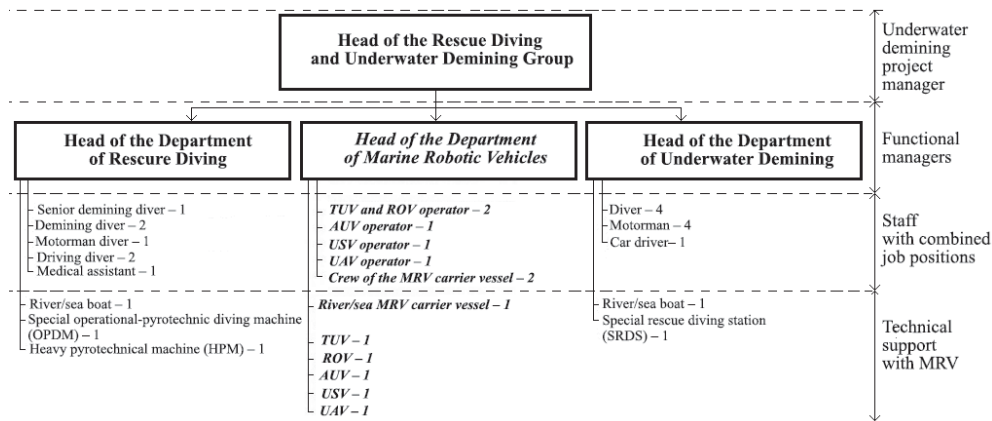 Head of the Rescue Diving
and Underwater Demining Group
Underwater
demining
project
manager
Head of the Department
of Rescure Diving
Head of the Department
of Marine Robotic Vehicles
Head of the Department
of Underwater Demining
Functional
managers
Senior demining diver – 1
Demining diver – 2
Motorman diver – 1
Driving diver – 2
Medical assistant – 1
TUV and ROV operator – 2
AUV operator – 1
USV operator – 1
UAV operator – 1
Crew of the MRV carrier vessel – 2
Diver – 4
Motorman – 4
Car driver– 1
Staff
with combined
job positions
River/sea boat – 1
Special operational-pyrotechnic diving machine
(OPDM) – 1
Heavy pyrotechnical machine (HPM) – 1
River/sea MRV carrier vessel – 1
TUV – 1
ROV – 1
AUV – 1
USV – 1
UAV – 1
River/sea boat – 1
Special rescue diving station
(SRDS) – 1
Technical
support
with MRV